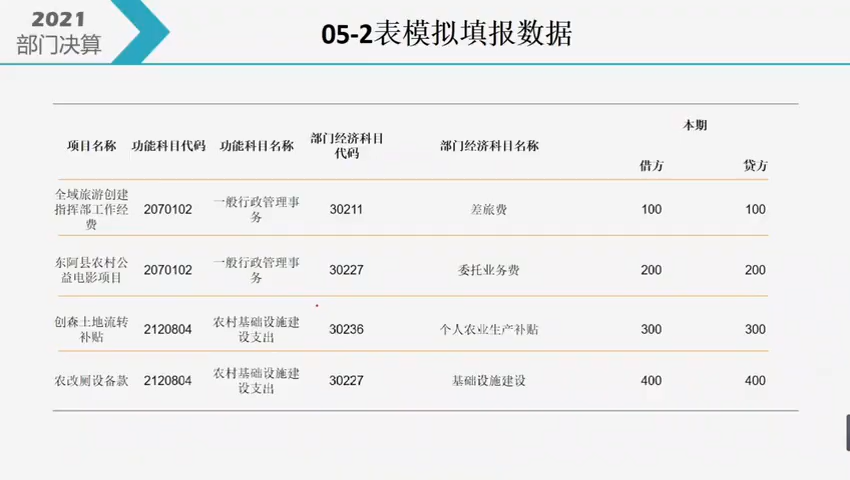 2021
部门决算
05-2表模拟填报数据
项目名称 功能科目代码 功能科目名称 部门经济科目代码 部门经济科目名称 本期
借方 贷方
全域旅游创建指挥部工作经费 2070102 一般行政管理事务 30211 差旅费 100 100
东阿县农村公益电影项目 2070102 一般行政管理事务 30227 委托业务费 200 200
创森土地流转补贴 2120804 农村基础设施建设支出 30236 个人农业生产补贴 300 300
农改厕设备款 2120804 农村基础设施建设支出 30227 基础设施建设 400 400